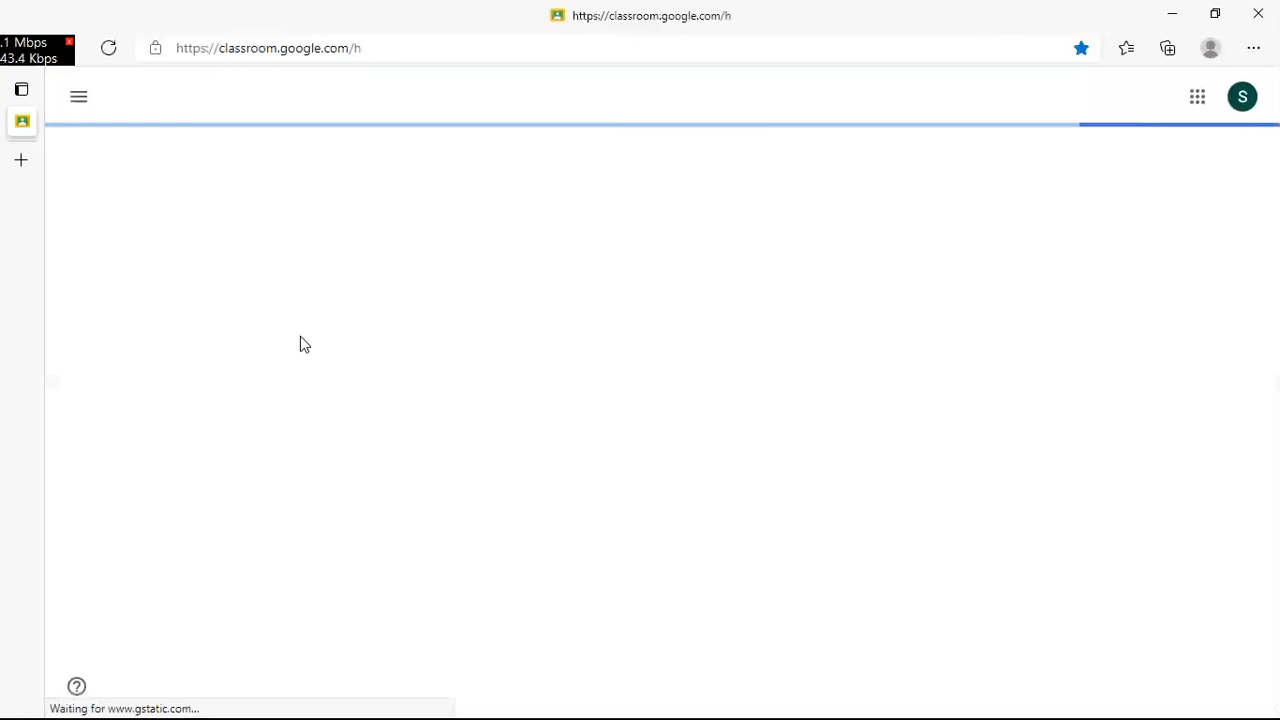 https://classroom.google.com/h
.1 Mbps
x
43.4 Kbps
https://classroom.google.com/h
S
Waiting for www.gstatic.com...